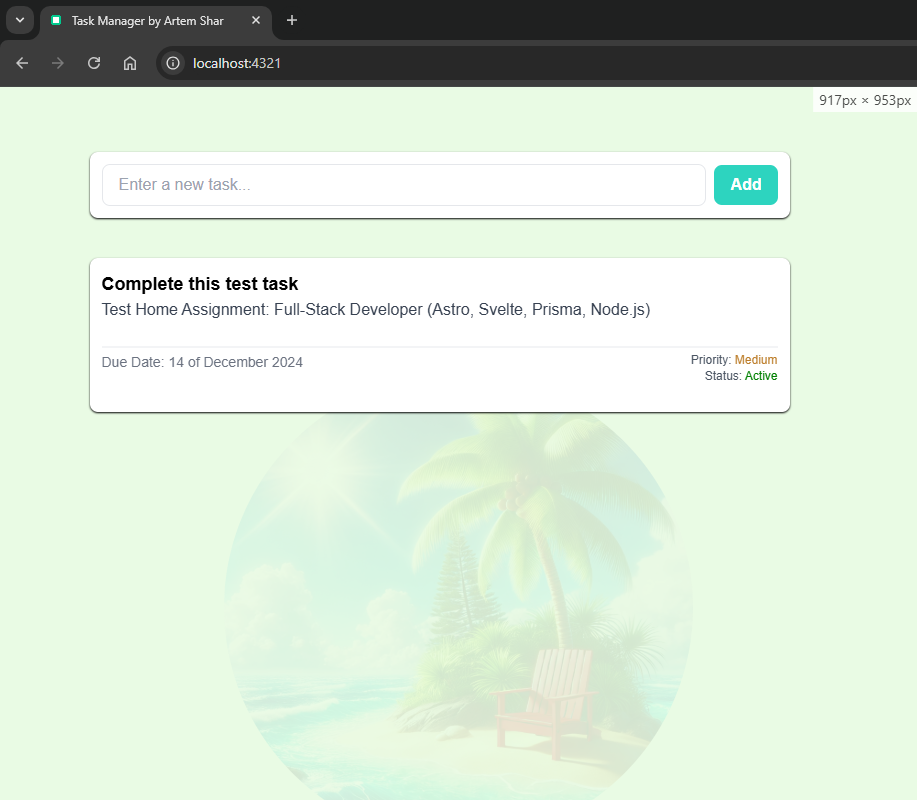 Task Manager by Artem Shar
localhost:4321
917px × 953px
Enter a new task...
Add
Complete this test task
Test Home Assignment: Full-Stack Developer (Astro, Svelte, Prisma, Node.js)
Due Date: 14 of December 2024
Priority: Medium
Status: Active